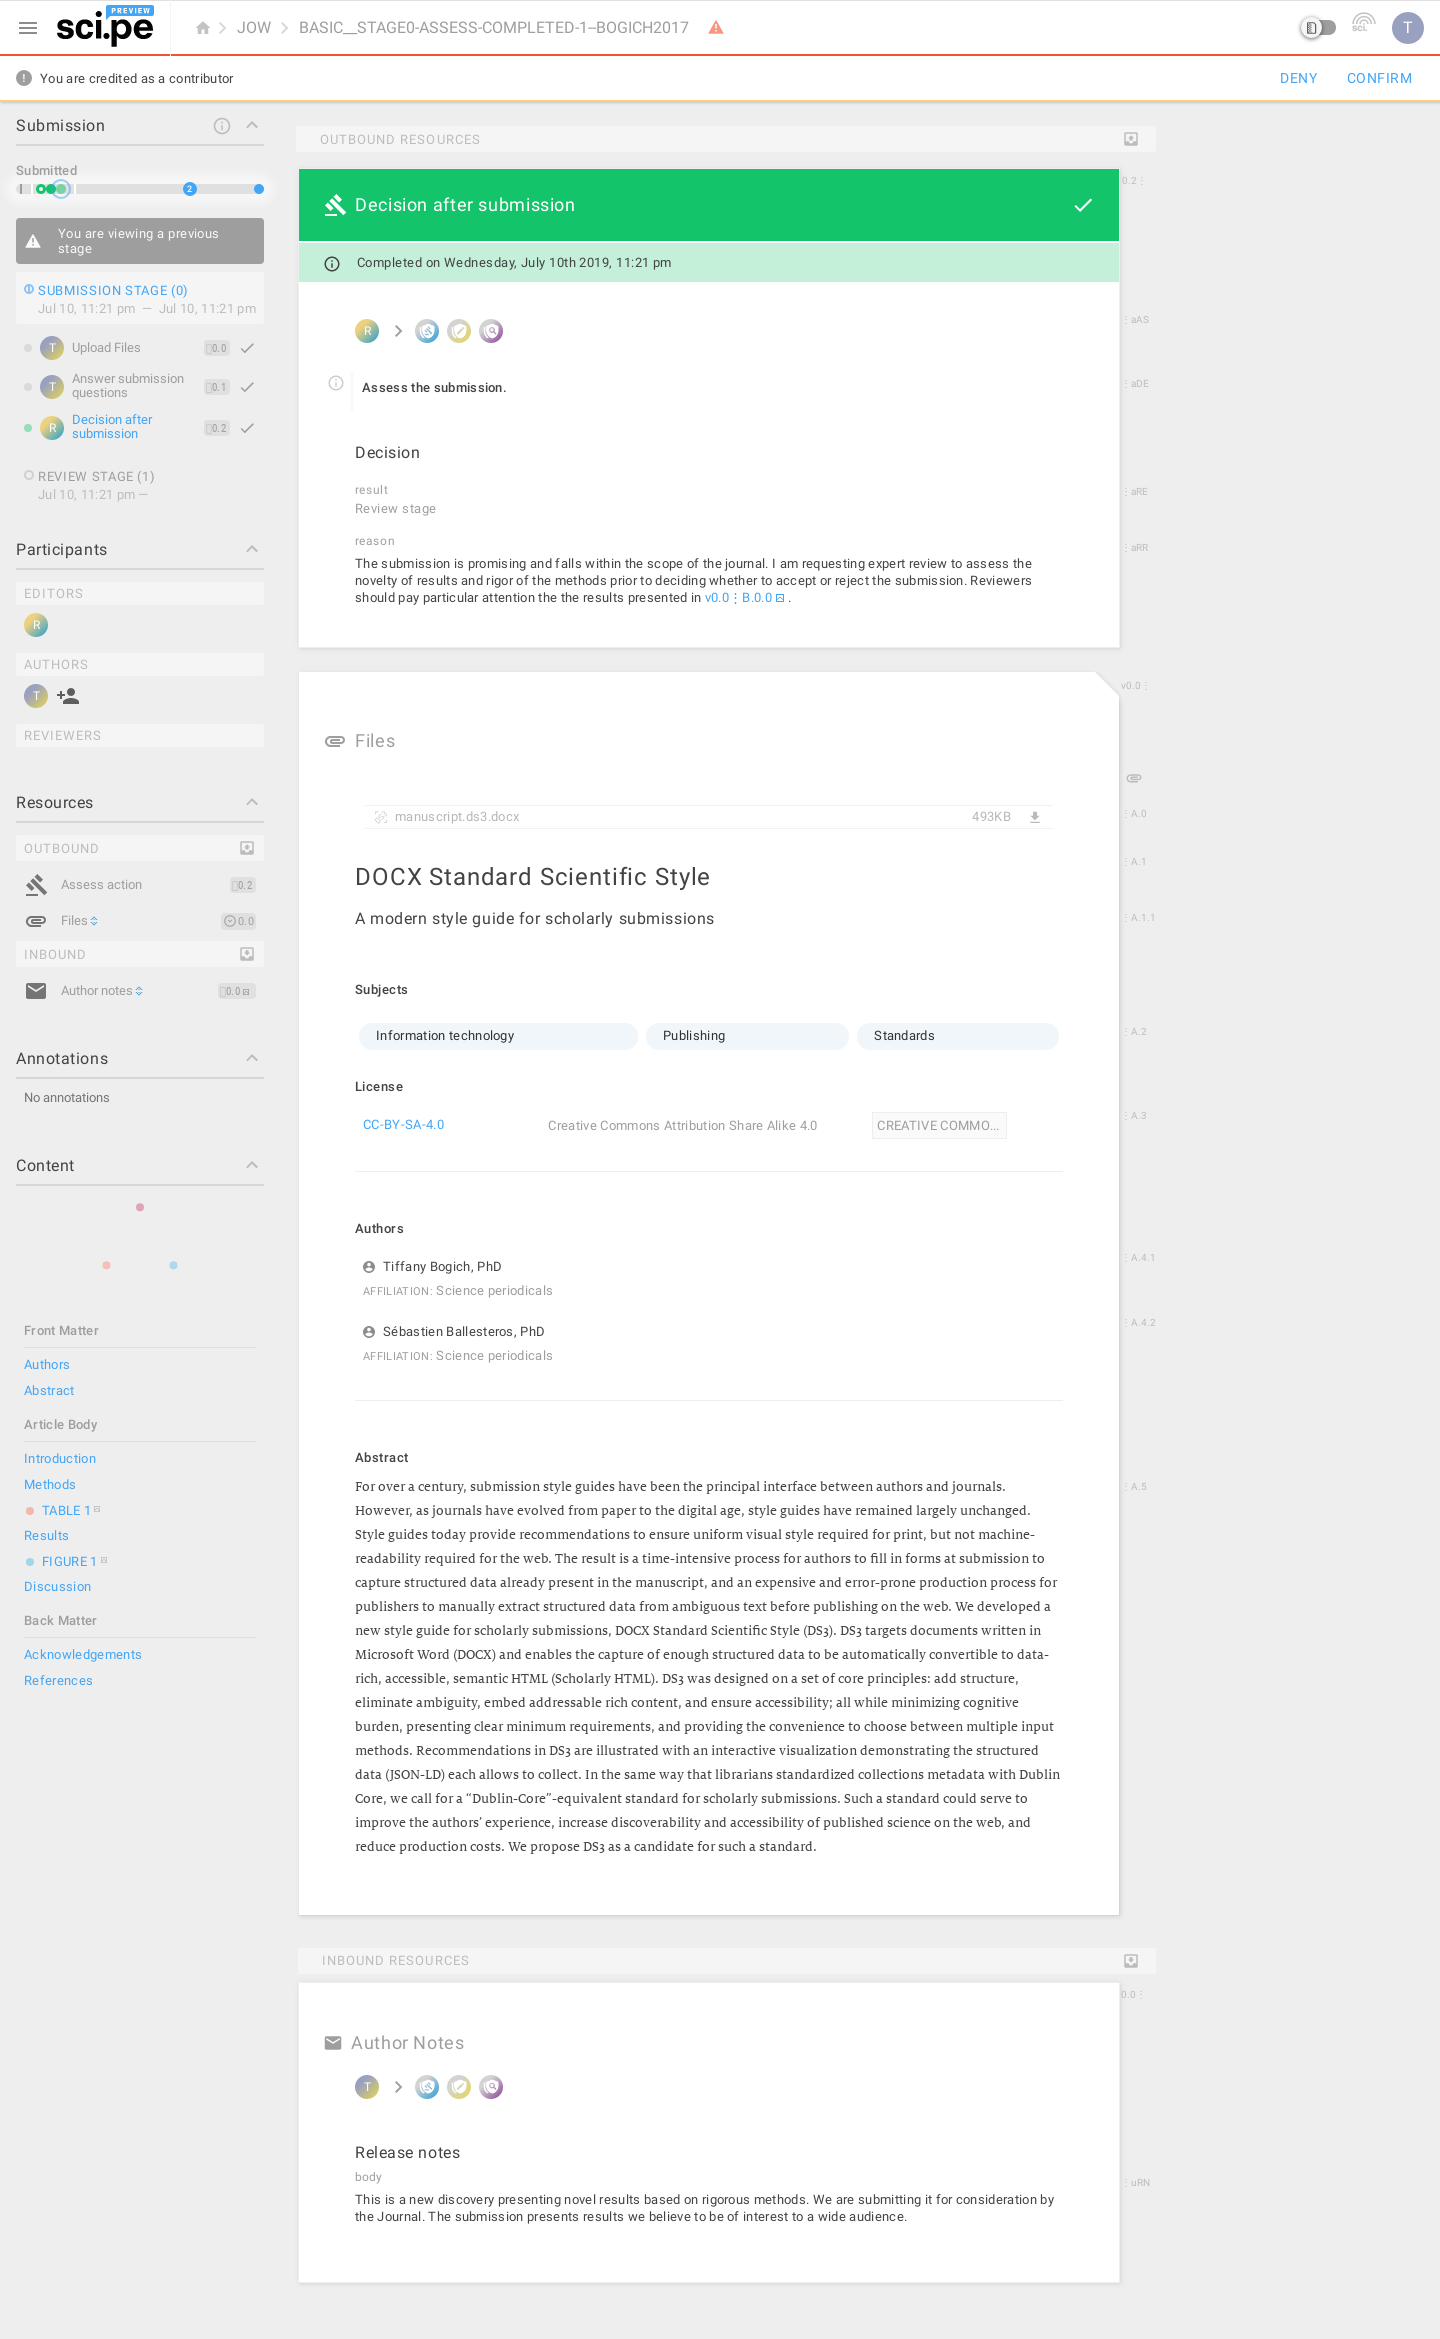 sci.pe PREVIEW
JOW BASIC__STAGE0-ASSESS-COMPLETED-1--BOGICH2017
sci.
T
You are credited as a contributor
DENY CONFIRM
Submission
Submitted
2
You are viewing a previous
stage
SUBMISSION STAGE (0)
Jul 10, 11:21 pm — Jul 10, 11:21 pm
T Upload Files 0.0
T Answer submission
questions 0.1
R Decision after
submission 0.2
REVIEW STAGE (1)
Jul 10, 11:21 pm —
Participants
EDITORS
R
AUTHORS
T
REVIEWERS
Resources
OUTBOUND
Assess action 0.2
Files 0.0
INBOUND
Author notes 0.0
Annotations
No annotations
Content
Front Matter
Authors
Abstract
Article Body
Introduction
Methods
TABLE 1
Results
FIGURE 1
Discussion
Back Matter
Acknowledgements
References
OUTBOUND RESOURCES
Decision after submission
0.2⋮
Completed on Wednesday, July 10th 2019, 11:21 pm
R
⋮aAS
Assess the submission.
⋮aDE
Decision
result
⋮aRE
Review stage
reason
⋮aRR
The submission is promising and falls within the scope of the journal. I am requesting expert review to assess the
novelty of results and rigor of the methods prior to deciding whether to accept or reject the submission. Reviewers
should pay particular attention the the results presented in v0.0⋮B.0.0 .
v0.0⋮
Files
manuscript.ds3.docx 493KB
⋮A.0
DOCX Standard Scientific Style
⋮A.1
A modern style guide for scholarly submissions
⋮A.1.1
Subjects
Information technology Publishing Standards
⋮A.2
License
CC-BY-SA-4.0 Creative Commons Attribution Share Alike 4.0 CREATIVE COMMO...
⋮A.3
Authors
Tiffany Bogich, PhD
⋮A.4.1
AFFILIATION: Science periodicals
Sébastien Ballesteros, PhD
⋮A.4.2
AFFILIATION: Science periodicals
Abstract
For over a century, submission style guides have been the principal interface between authors and journals.
⋮A.5
However, as journals have evolved from paper to the digital age, style guides have remained largely unchanged.
Style guides today provide recommendations to ensure uniform visual style required for print, but not machine-
readability required for the web. The result is a time-intensive process for authors to fill in forms at submission to
capture structured data already present in the manuscript, and an expensive and error-prone production process for
publishers to manually extract structured data from ambiguous text before publishing on the web. We developed a
new style guide for scholarly submissions, DOCX Standard Scientific Style (DS3). DS3 targets documents written in
Microsoft Word (DOCX) and enables the capture of enough structured data to be automatically convertible to data-
rich, accessible, semantic HTML (Scholarly HTML). DS3 was designed on a set of core principles: add structure,
eliminate ambiguity, embed addressable rich content, and ensure accessibility; all while minimizing cognitive
burden, presenting clear minimum requirements, and providing the convenience to choose between multiple input
methods. Recommendations in DS3 are illustrated with an interactive visualization demonstrating the structured
data (JSON-LD) each allows to collect. In the same way that librarians standardized collections metadata with Dublin
Core, we call for a “Dublin-Core”-equivalent standard for scholarly submissions. Such a standard could serve to
improve the authors’ experience, increase discoverability and accessibility of published science on the web, and
reduce production costs. We propose DS3 as a candidate for such a standard.
INBOUND RESOURCES
0.0⋮
Author Notes
T
Release notes
body
⋮uRN
This is a new discovery presenting novel results based on rigorous methods. We are submitting it for consideration by
the Journal. The submission presents results we believe to be of interest to a wide audience.